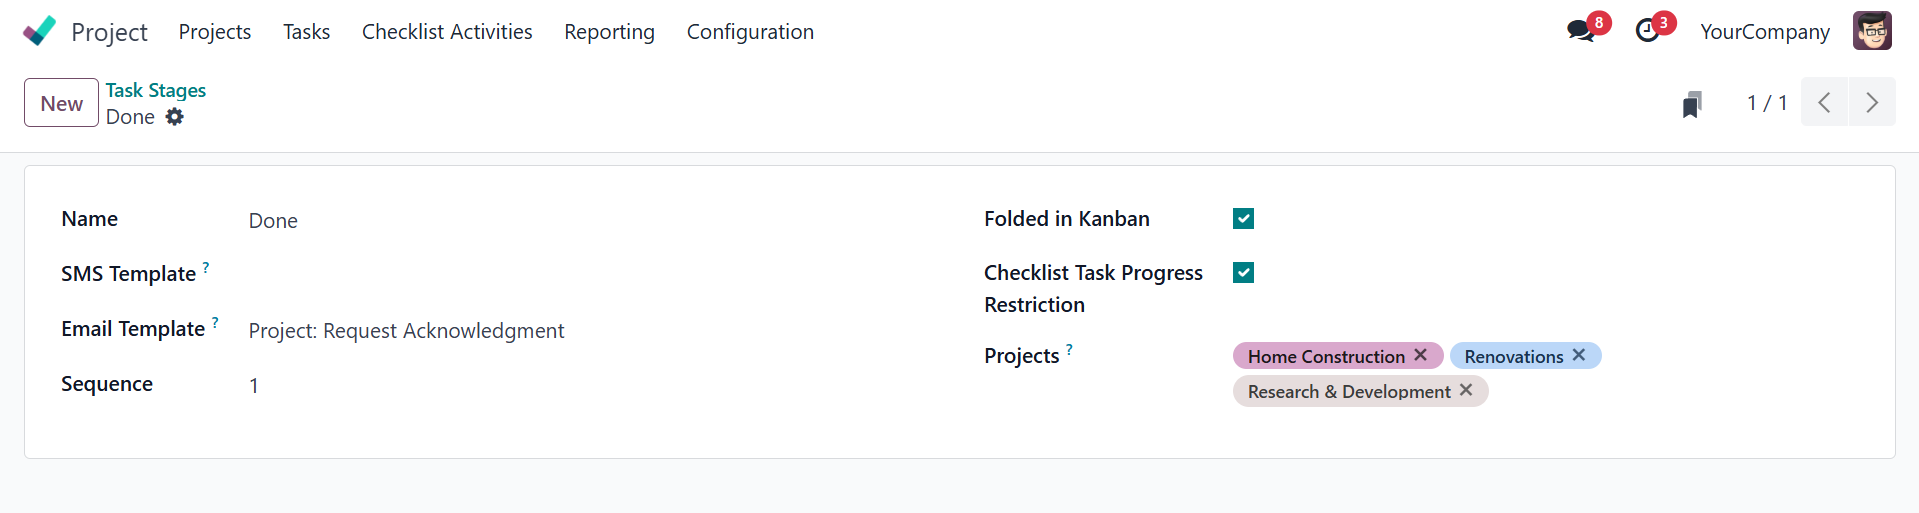 Project Projects Tasks Checklist Activities Reporting Configuration 8 3 YourCompany
New Task Stages
Done 1 / 1
Name Done Folded in Kanban
SMS Template ? Checklist Task Progress
Restriction
Email Template ? Project: Request Acknowledgment
Projects ? Home Construction Renovations
Sequence 1 Research & Development